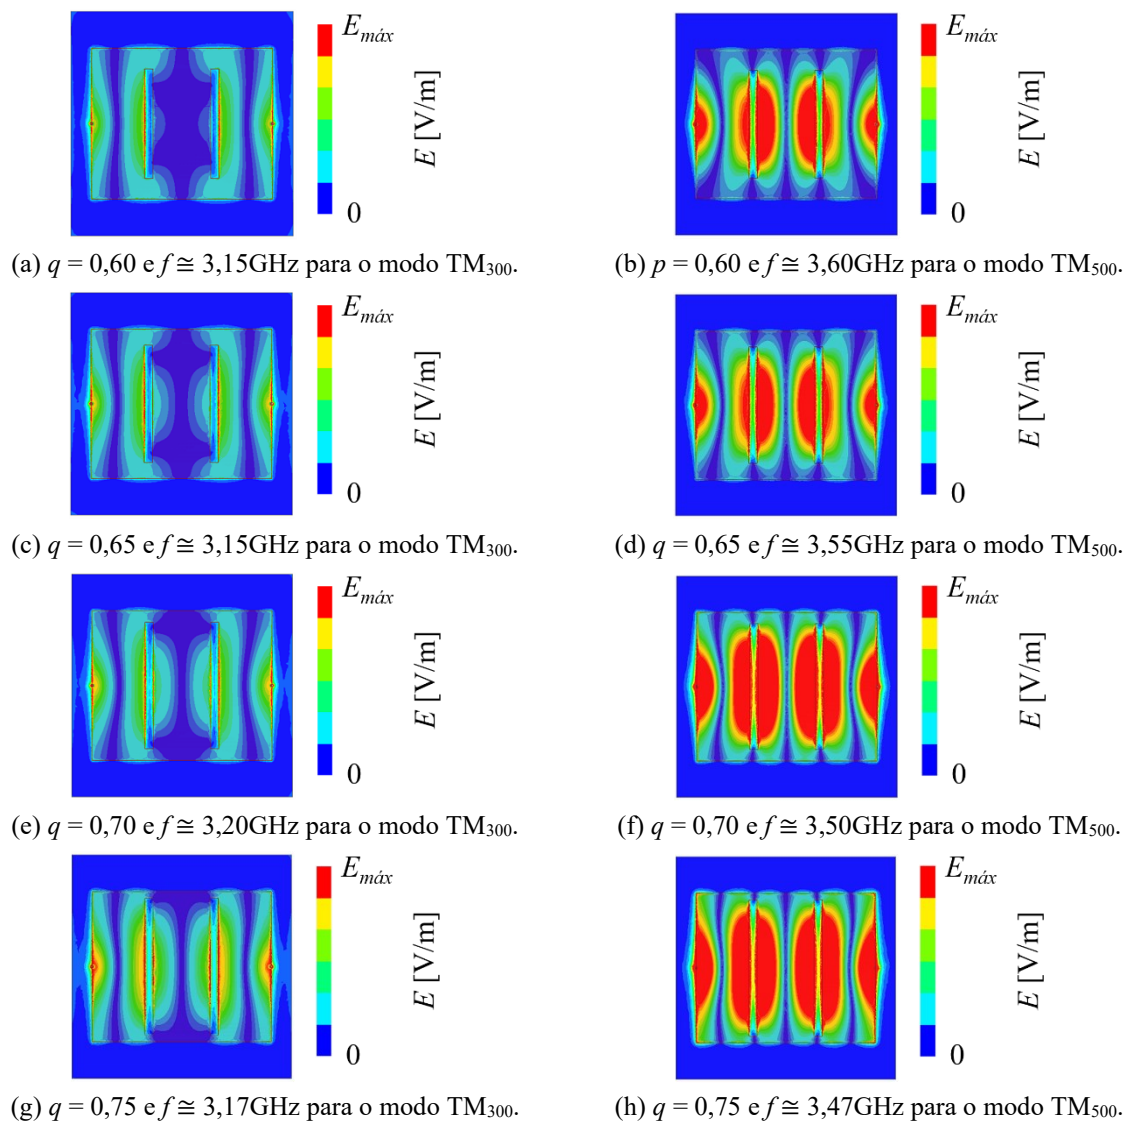 E_máx E_máx
E [V/m] E [V/m]
0 0
(a) q = 0,60 e f ≅ 3,15GHz para o modo TM₃₀₀. (b) p = 0,60 e f ≅ 3,60GHz para o modo TM₅₀₀.
E_máx E_máx
E [V/m] E [V/m]
0 0
(c) q = 0,65 e f ≅ 3,15GHz para o modo TM₃₀₀. (d) q = 0,65 e f ≅ 3,55GHz para o modo TM₅₀₀.
E_máx E_máx
E [V/m] E [V/m]
0 0
(e) q = 0,70 e f ≅ 3,20GHz para o modo TM₃₀₀. (f) q = 0,70 e f ≅ 3,50GHz para o modo TM₅₀₀.
E_máx E_máx
E [V/m] E [V/m]
0 0
(g) q = 0,75 e f ≅ 3,17GHz para o modo TM₃₀₀. (h) q = 0,75 e f ≅ 3,47GHz para o modo TM₅₀₀.